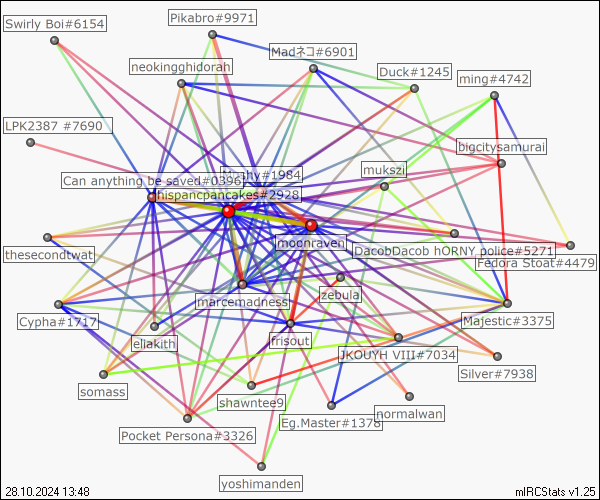 Pikabro#9971
Swirly Boi#6154
Madネコ#6901
neokingghidorah
Duck#1245
ming#4742
LPK2387 #7690
bigcitysamurai
mukszi
Can anything be saved#0396
hispancpancakes#2928
moonraven
DacobDacob hORNY police#5271
thesecondtwat
Fedora Stoat#4479
marcemadness
zebula
Cypha#1717
Majestic#3375
eliakith
frisout
JKOUYH VIII#7034
Silver#7938
somass
shawntee9
normalwan
Eg.Master#1378
Pocket Persona#3326
yoshimanden
28.10.2024 13:48
mIRCStats v1.25